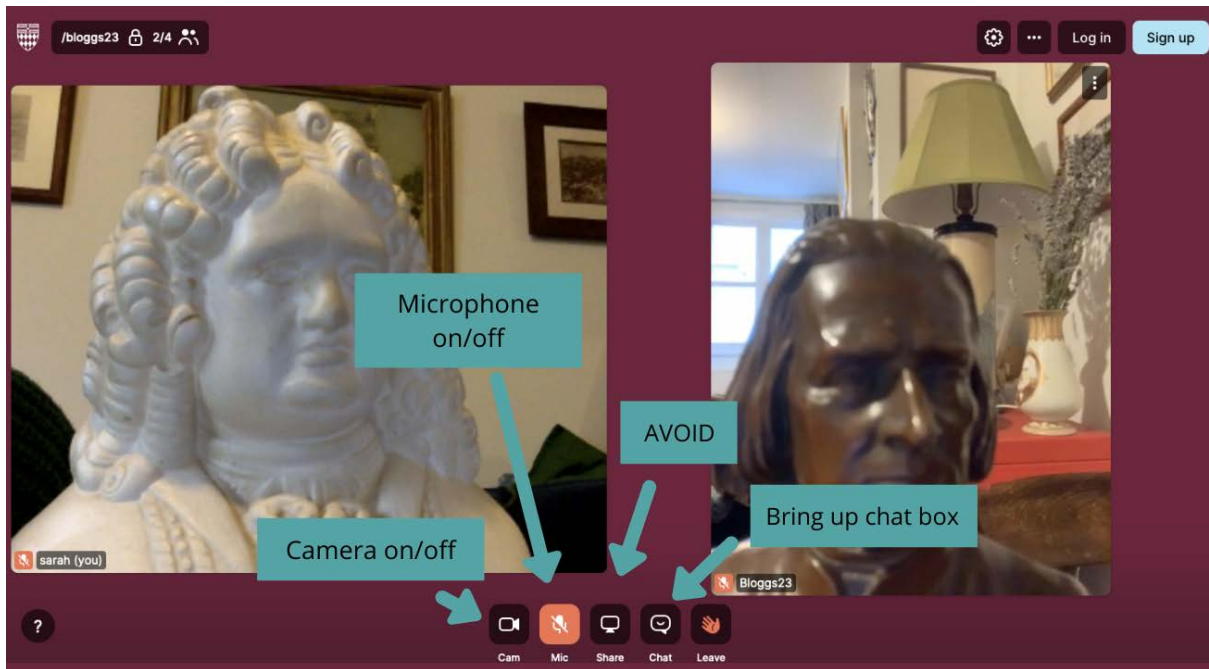 /bloggs23 2/4
Log in
Sign up
Microphone
on/off
AVOID
Bring up chat box
Camera on/off
sarah (you)
Bloggs23
?
Cam
Mic
Share
Chat
Leave